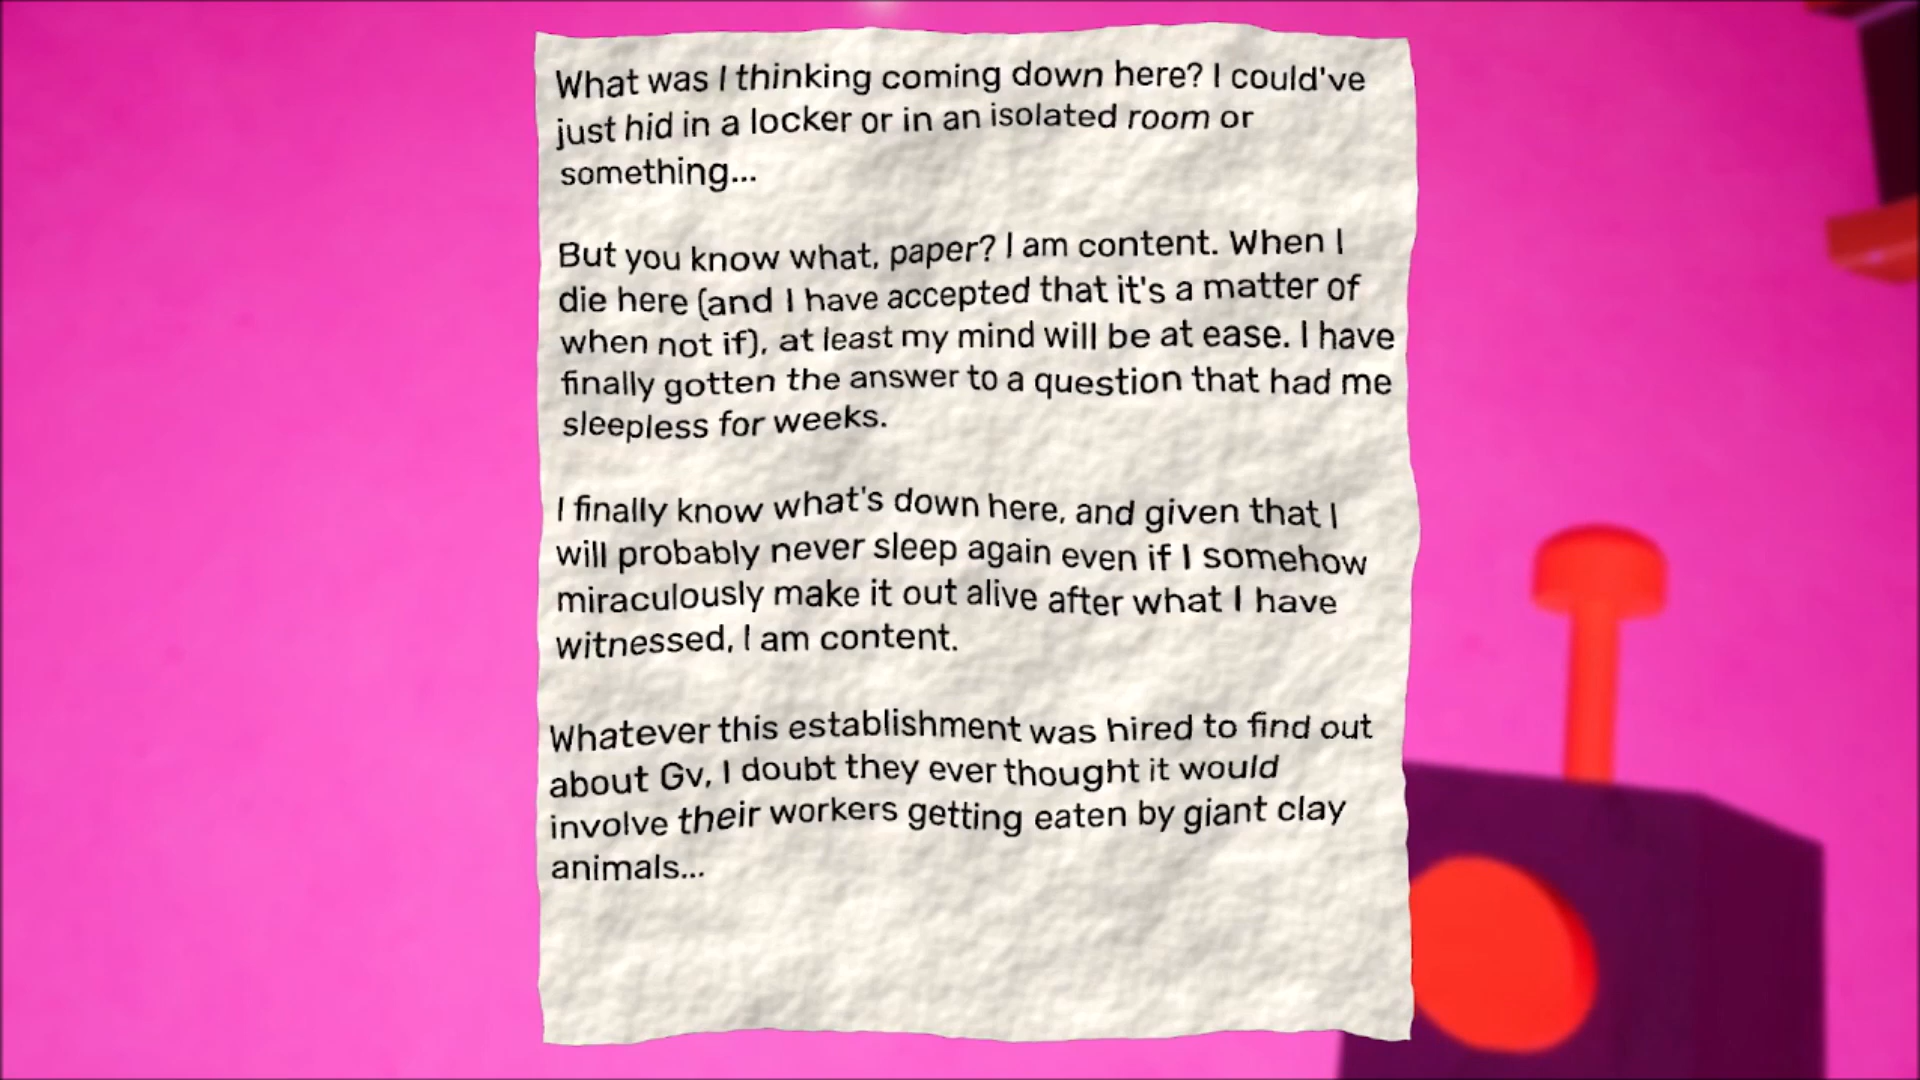 What was I thinking coming down here? I could've
just hid in a locker or in an isolated room or
something...
But you know what, paper? I am content. When I
die here (and I have accepted that it's a matter of
when not if), at least my mind will be at ease. I have
finally gotten the answer to a question that had me
sleepless for weeks.
I finally know what's down here, and given that I
will probably never sleep again even if I somehow
miraculously make it out alive after what I have
witnessed, I am content.
Whatever this establishment was hired to find out
about Gv, I doubt they ever thought it would
involve their workers getting eaten by giant clay
animals...